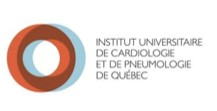 INSTITUT UNIVERSITAIRE
DE CARDIOLOGIE
ET DE PNEUMOLOGIE
DE QUÉBEC